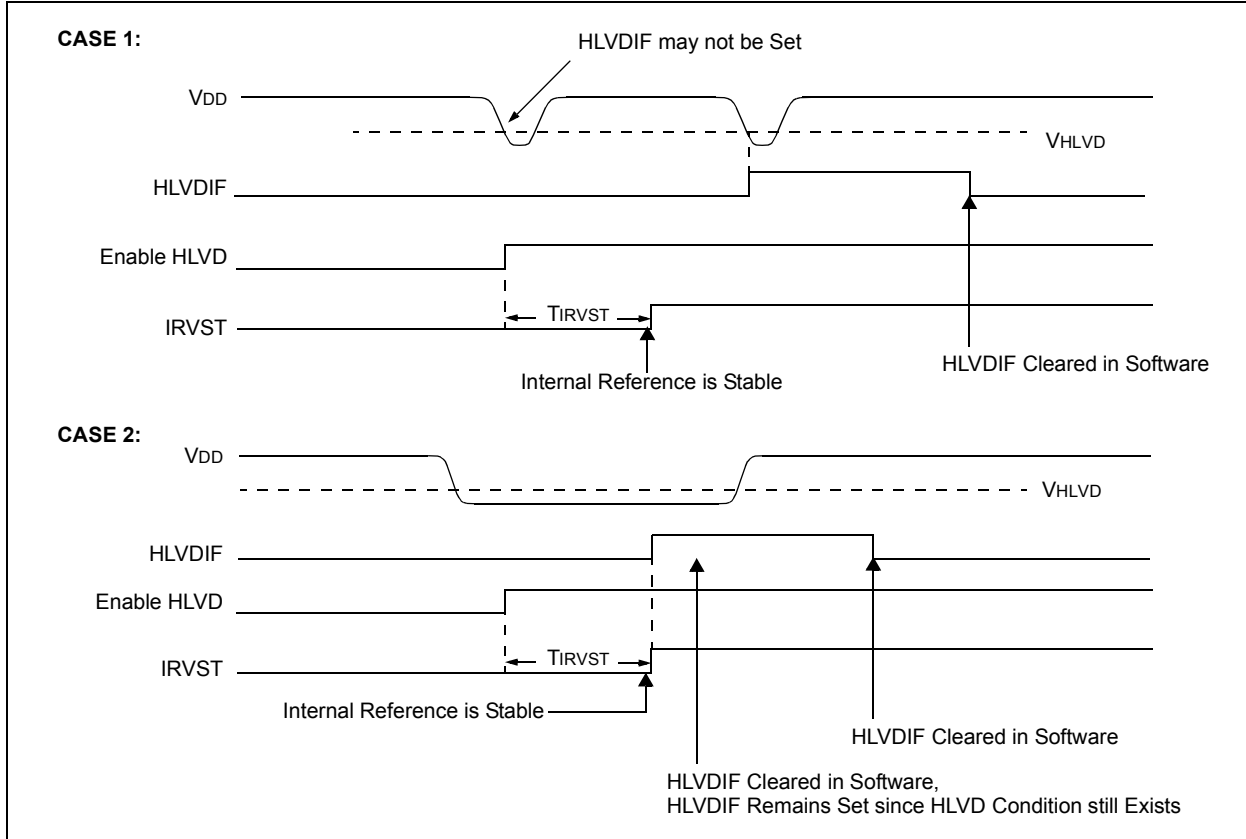 CASE 1:
HLVDIF may not be Set
VDD
VHLVD
HLVDIF
Enable HLVD
TIRVST
IRVST
HLVDIF Cleared in Software
Internal Reference is Stable
CASE 2:
VDD
VHLVD
HLVDIF
Enable HLVD
TIRVST
IRVST
Internal Reference is Stable
HLVDIF Cleared in Software
HLVDIF Cleared in Software,
HLVDIF Remains Set since HLVD Condition still Exists